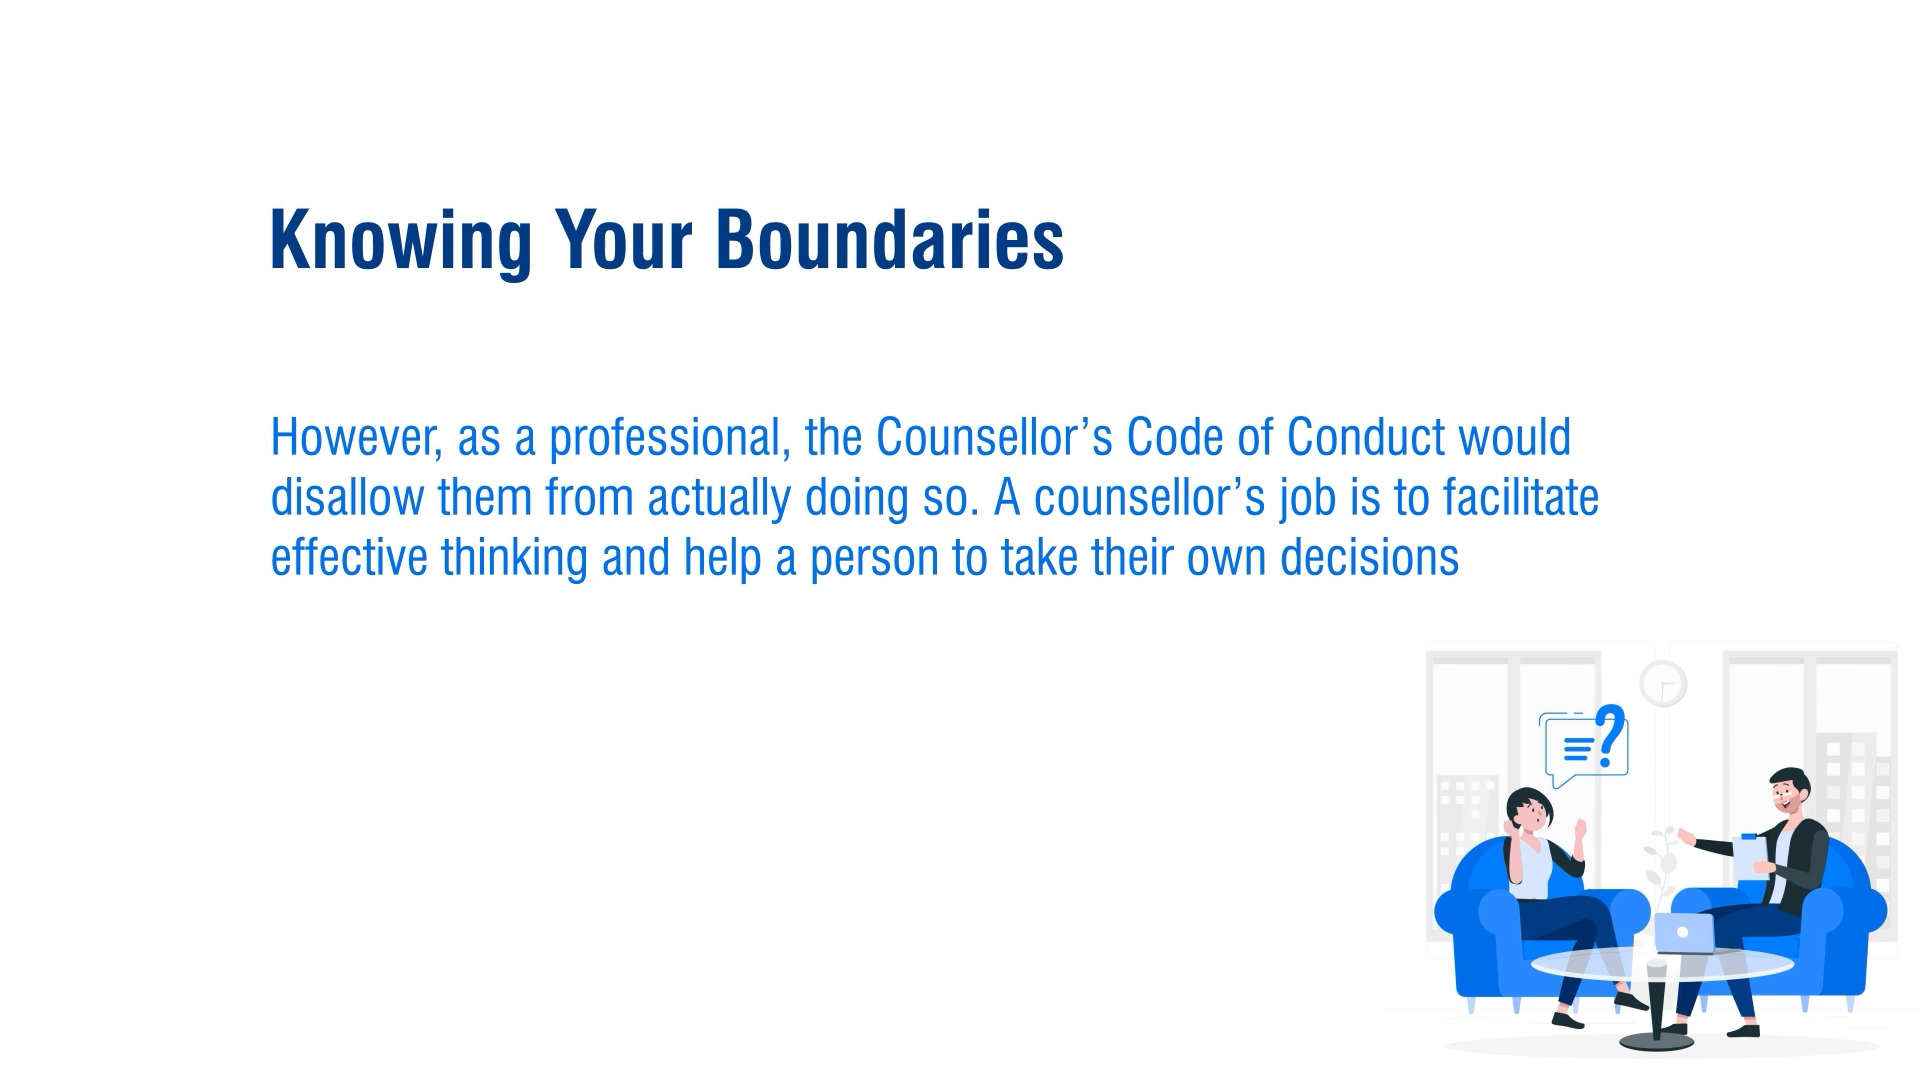 Knowing Your Boundaries
However, as a professional, the Counsellor’s Code of Conduct would
disallow them from actually doing so. A counsellor’s job is to facilitate
effective thinking and help a person to take their own decisions
?